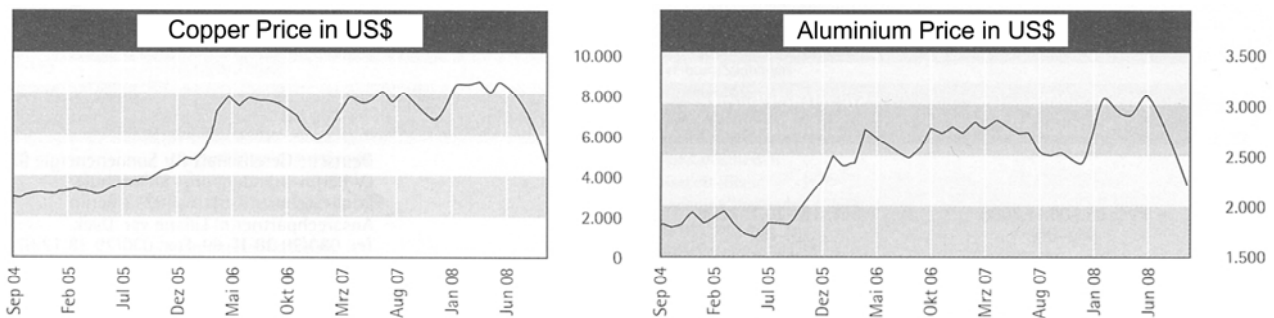 Copper Price in US$
10.000
8.000
6.000
4.000
2.000
0
Sep 04
Feb 05
Jul 05
Dez 05
Mai 06
Okt 06
Mrz 07
Aug 07
Jan 08
Jun 08
Aluminium Price in US$
3.500
3.000
2.500
2.000
1.500
Sep 04
Feb 05
Jul 05
Dez 05
Mai 06
Okt 06
Mrz 07
Aug 07
Jan 08
Jun 08